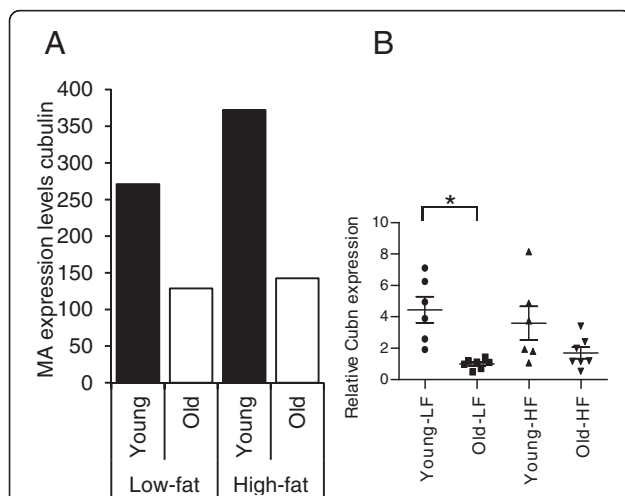 A
MA expression levels cubulin
400
350
300
250
200
150
100
50
0
Young
Old
Young
Old
Low-fat
High-fat
B
*
Relative Cubn expression
10
8
6
4
2
0
Young-LF
Old-LF
Young-HF
Old-HF